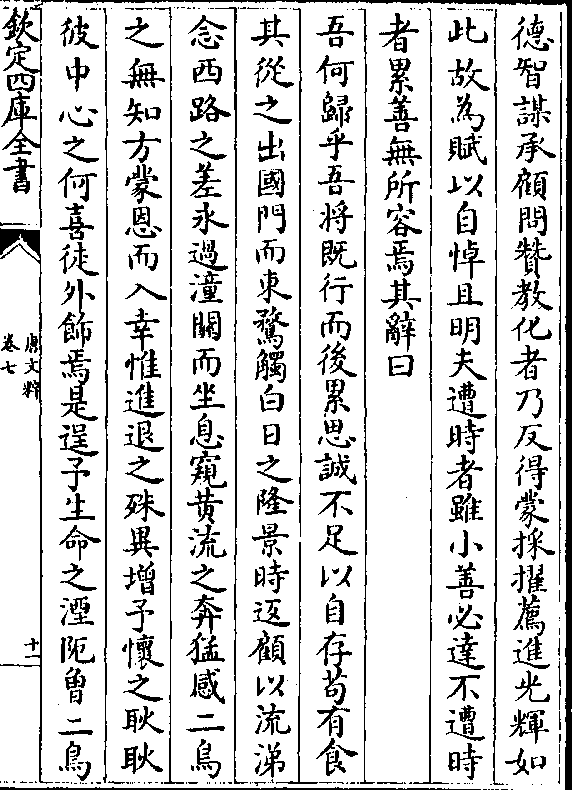 德智謀承顧問贊教化者乃反得蒙採擢薦進光輝如
此故為賦以自悼且明夫遭時者雖小善必達不遭時
者累善無所容焉其辭曰
吾何歸乎吾將既行而後累思誠不足以自存苟有食
其從之出國門而東騖觸白日之隆景時返顧以流涕
念西路之差永過潼關而坐息窺黄流之奔猛感二鳥
之無知方蒙恩而入幸惟進退之殊異增予懷之耿耿
彼中心之何喜徒外飾焉是逞予生命之湮阨曾二鳥
欽定四庫全書
唐文粹
卷七
十一